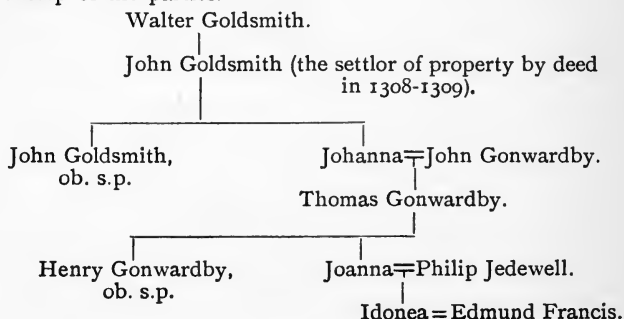 Walter Goldsmith.
John Goldsmith (the settlor of property by deed
in 1308-1309).
John Goldsmith,
ob. s.p.
Johanna=John Gonwardby.
Thomas Gonwardby.
Henry Gonwardby,
ob. s.p.
Joanna=Philip Jedewell.
Idonea=Edmund Francis.